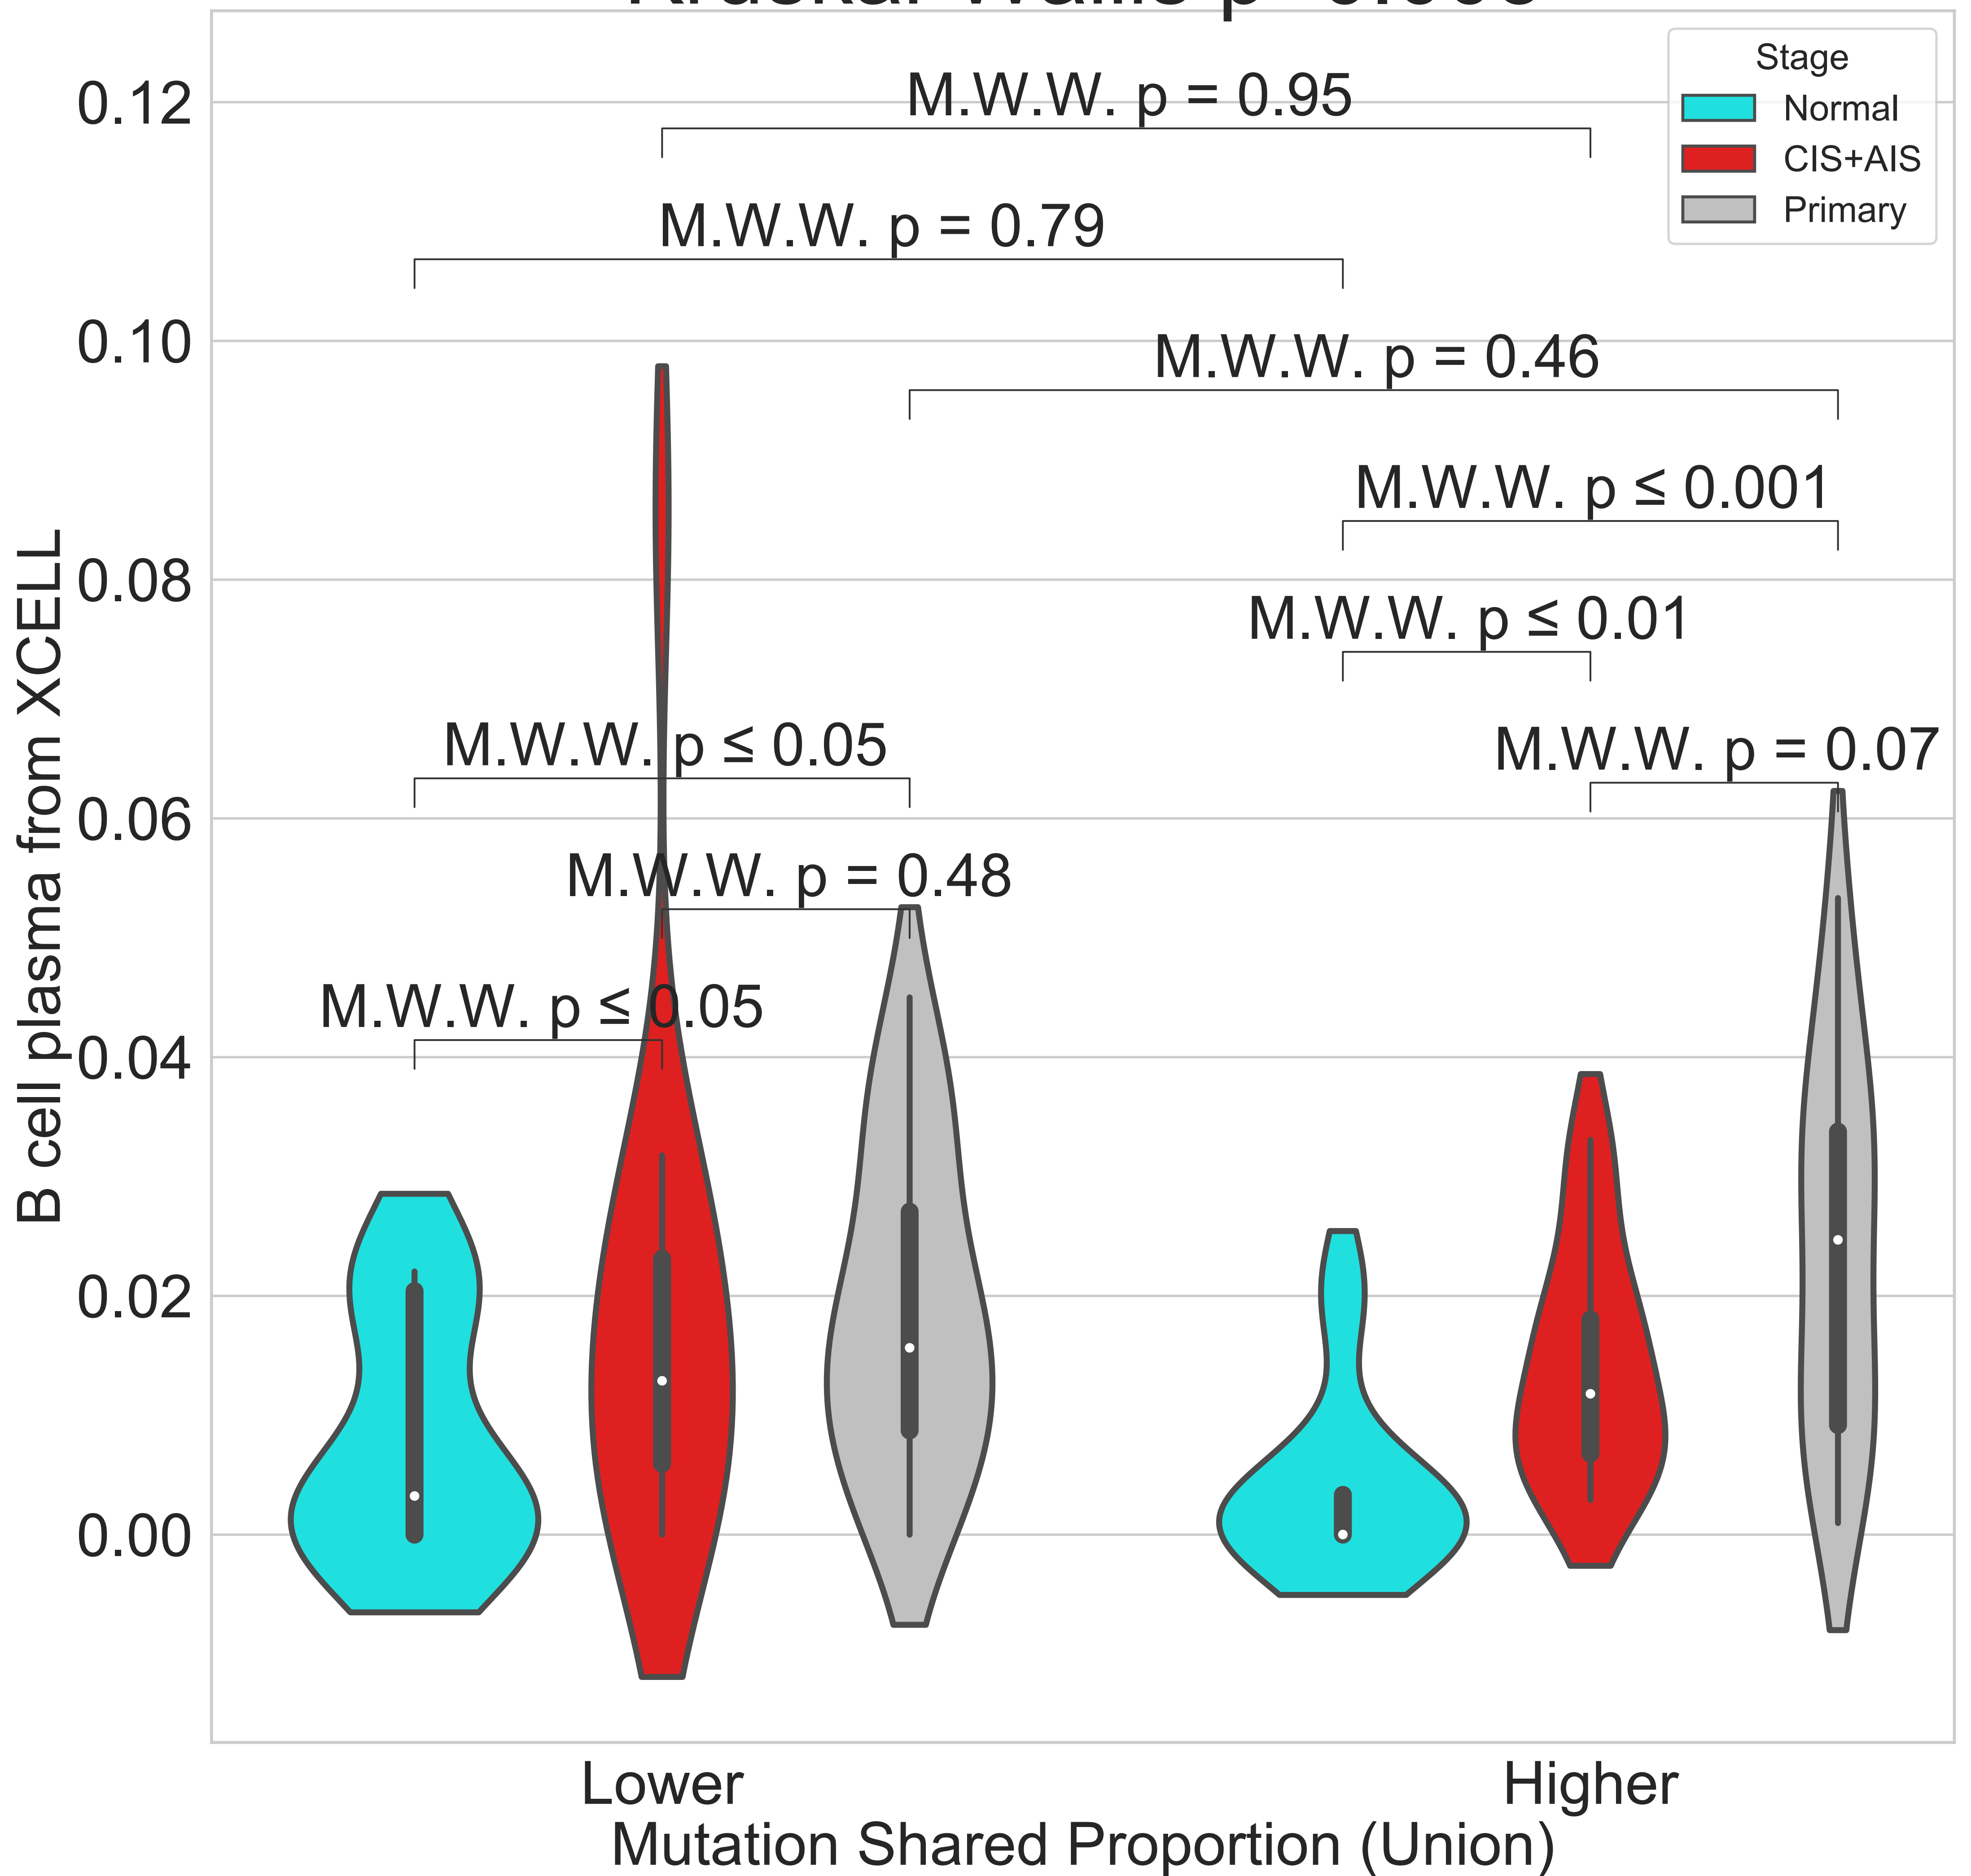 Stage
Normal
CIS+AIS
Primary
M.W.W. p = 0.95
M.W.W. p = 0.79
M.W.W. p = 0.46
M.W.W. p ≤ 0.001
M.W.W. p ≤ 0.01
M.W.W. p ≤ 0.05
M.W.W. p = 0.07
M.W.W. p = 0.48
M.W.W. p ≤ 0.05
0.12
0.10
0.08
0.06
0.04
0.02
0.00
B cell plasma from XCELL
Lower
Higher
Mutation Shared Proportion (Union)